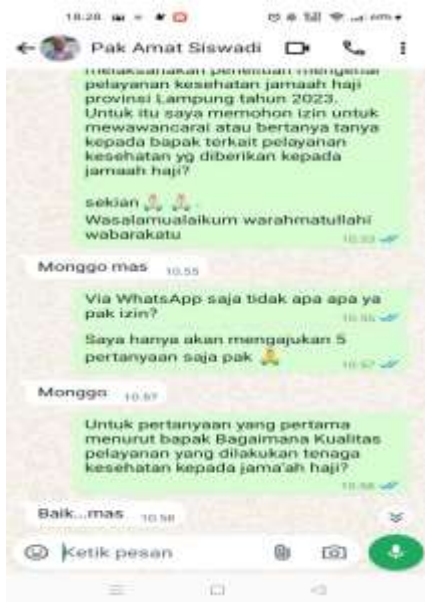 18.28
Pak Amat Siswadi
melaksanakan penelitian mengenai
pelayanan kesehatan jamaah haji
provinsi Lampung tahun 2023.
Untuk itu saya memohon izin untuk
mewawancarai atau bertanya tanya
kepada bapak terkait pelayanan
kesehatan yg diberikan kepada
jamaah haji?
sekian 🙏 🙏.
Wasalamualaikum warahmatullahi
wabarakatu
Monggo mas 10.55
Via WhatsApp saja tidak apa apa ya
pak izin?
Saya hanya akan mengajukan 5
pertanyaan saja pak 🙏
10.57
Monggo 10.57
Untuk pertanyaan yang pertama
menurut bapak Bagaimana Kualitas
pelayanan yang dilakukan tenaga
kesehatan kepada jama'ah haji?
10.58
Baik...mas 10.58
Ketik pesan